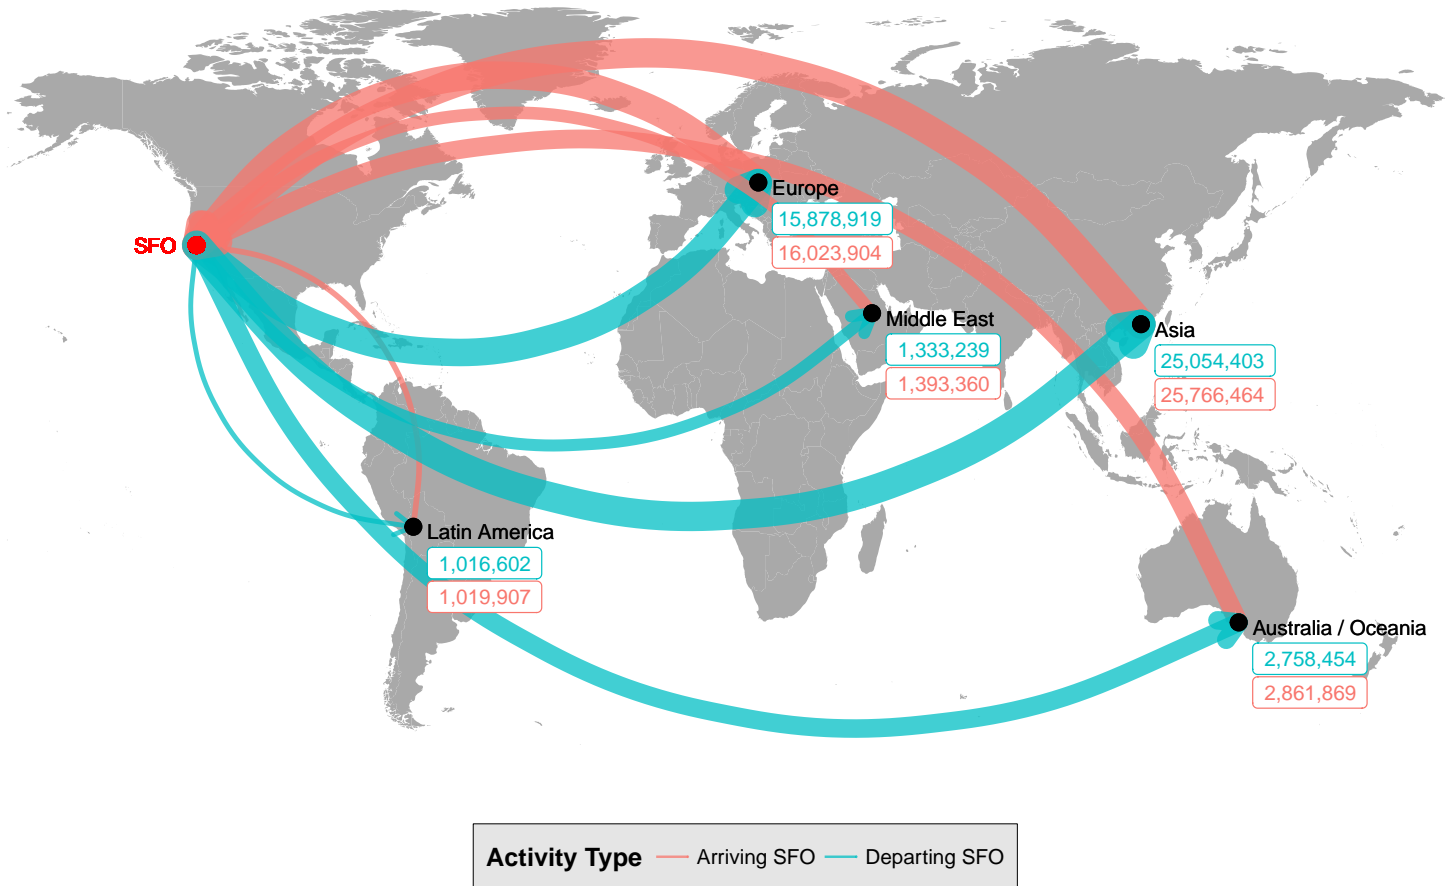 Europe
15,878,919
16,023,904
SFO
Middle East
1,333,239
1,393,360
Asia
25,054,403
25,766,464
Latin America
1,016,602
1,019,907
Australia / Oceania
2,758,454
2,861,869
Activity Type Arriving SFO Departing SFO